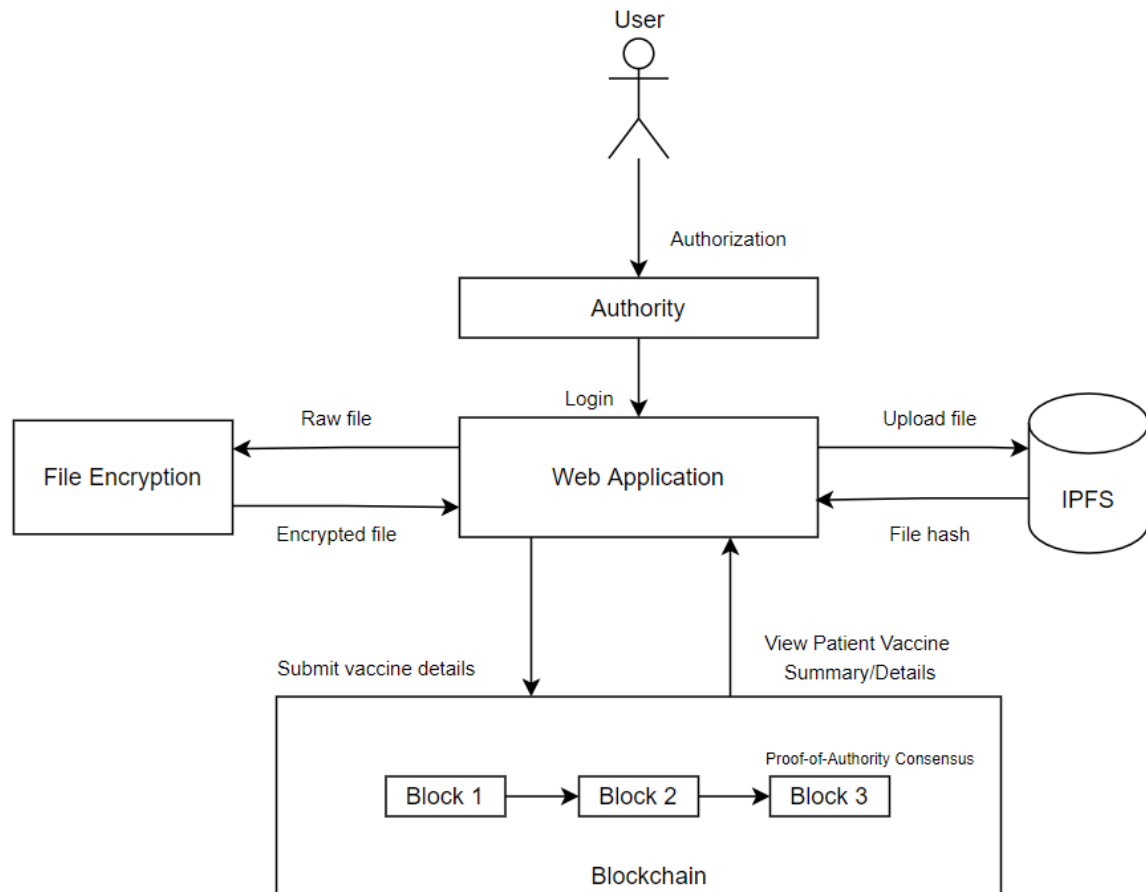 User
Authorization
Authority
Login
Raw file
Upload file
File Encryption
Web Application
IPFS
Encrypted file
File hash
View Patient Vaccine
Summary/Details
Submit vaccine details
Proof-of-Authority Consensus
Block 1
Block 2
Block 3
Blockchain